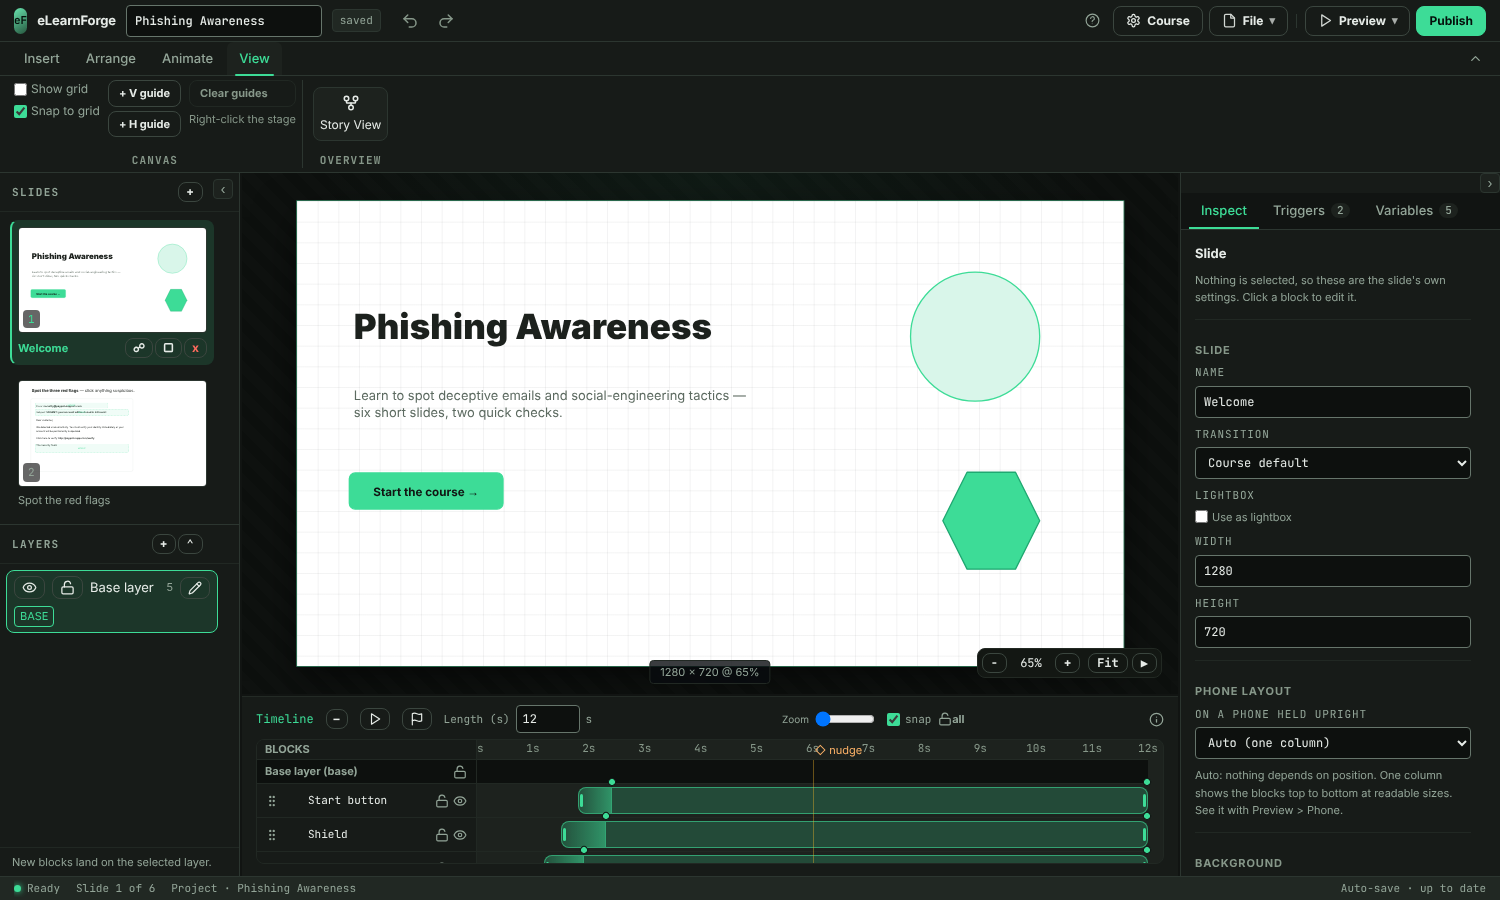 eF eLearnForge Phishing Awareness saved Course File ▾ Preview ▾ Publish
Insert Arrange Animate View
Show grid + V guide Clear guides
Snap to grid + H guide Right-click the stage
Story View
CANVAS OVERVIEW
SLIDES +
Phishing Awareness
1
Welcome x
Spot the three red flags — click anything suspicious.
2
Spot the red flags
LAYERS + ^
Base layer 5
BASE
New blocks land on the selected layer.
Phishing Awareness
Learn to spot deceptive emails and social-engineering tactics —
six short slides, two quick checks.
Start the course →
1280 × 720 @ 65%
- 65% + Fit ▶
Timeline − Length (s) 12 s Zoom snap all
BLOCKS s 1s 2s 3s 4s 5s 6s nudge 7s 8s 9s 10s 11s 12s
Base layer (base)
Start button
Shield
Inspect Triggers 2 Variables 5
Slide
Nothing is selected, so these are the slide's own
settings. Click a block to edit it.
SLIDE
NAME
Welcome
TRANSITION
Course default
LIGHTBOX
Use as lightbox
WIDTH
1280
HEIGHT
720
PHONE LAYOUT
ON A PHONE HELD UPRIGHT
Auto (one column)
Auto: nothing depends on position. One column
shows the blocks top to bottom at readable sizes.
See it with Preview > Phone.
BACKGROUND
Ready Slide 1 of 6 Project · Phishing Awareness Auto-save · up to date